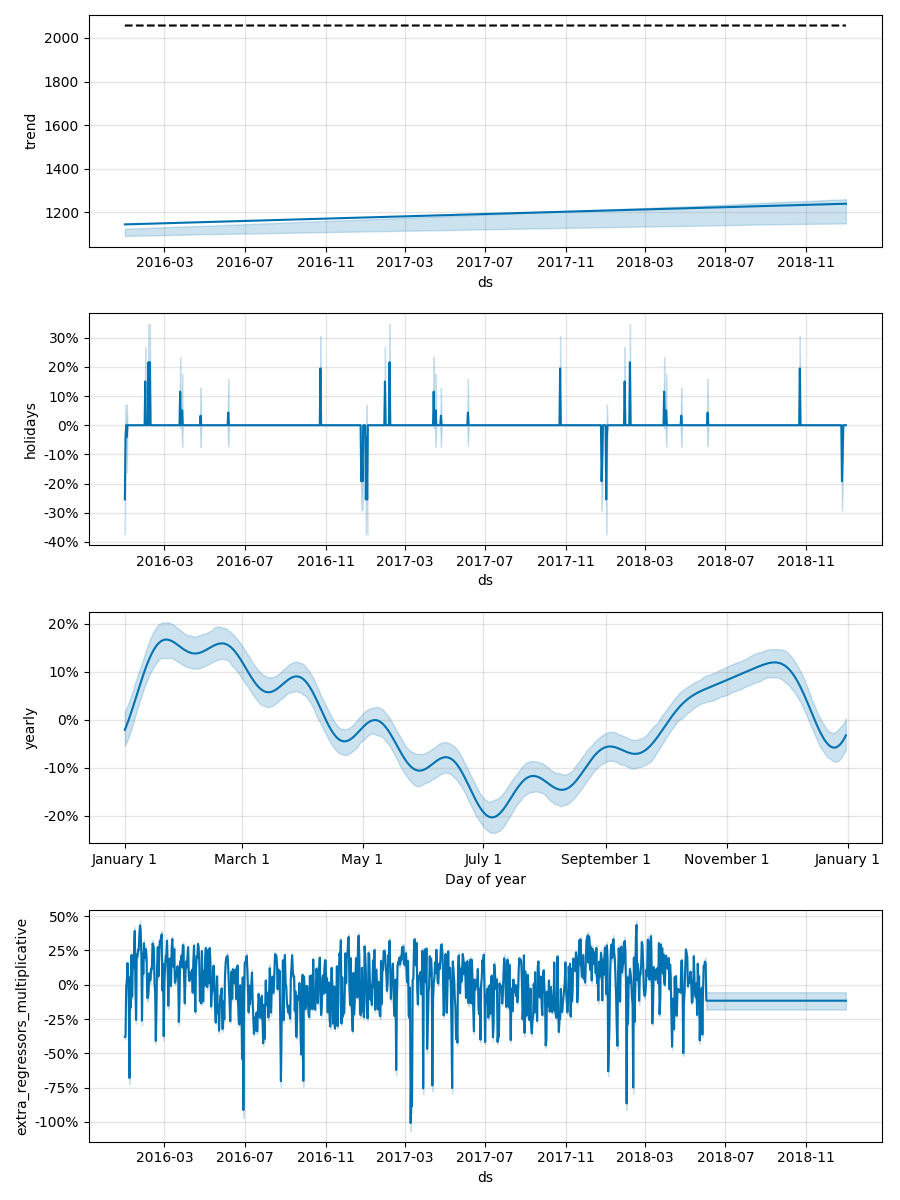 2000
1800
1600
1400
1200
trend
2016-03 2016-07 2016-11 2017-03 2017-07 2017-11 2018-03 2018-07 2018-11
ds
30%
20%
10%
0%
-10%
-20%
-30%
-40%
holidays
2016-03 2016-07 2016-11 2017-03 2017-07 2017-11 2018-03 2018-07 2018-11
ds
20%
10%
0%
-10%
-20%
yearly
January 1 March 1 May 1 July 1 September 1 November 1 January 1
Day of year
50%
25%
0%
-25%
-50%
-75%
-100%
extra_regressors_multiplicative
2016-03 2016-07 2016-11 2017-03 2017-07 2017-11 2018-03 2018-07 2018-11
ds